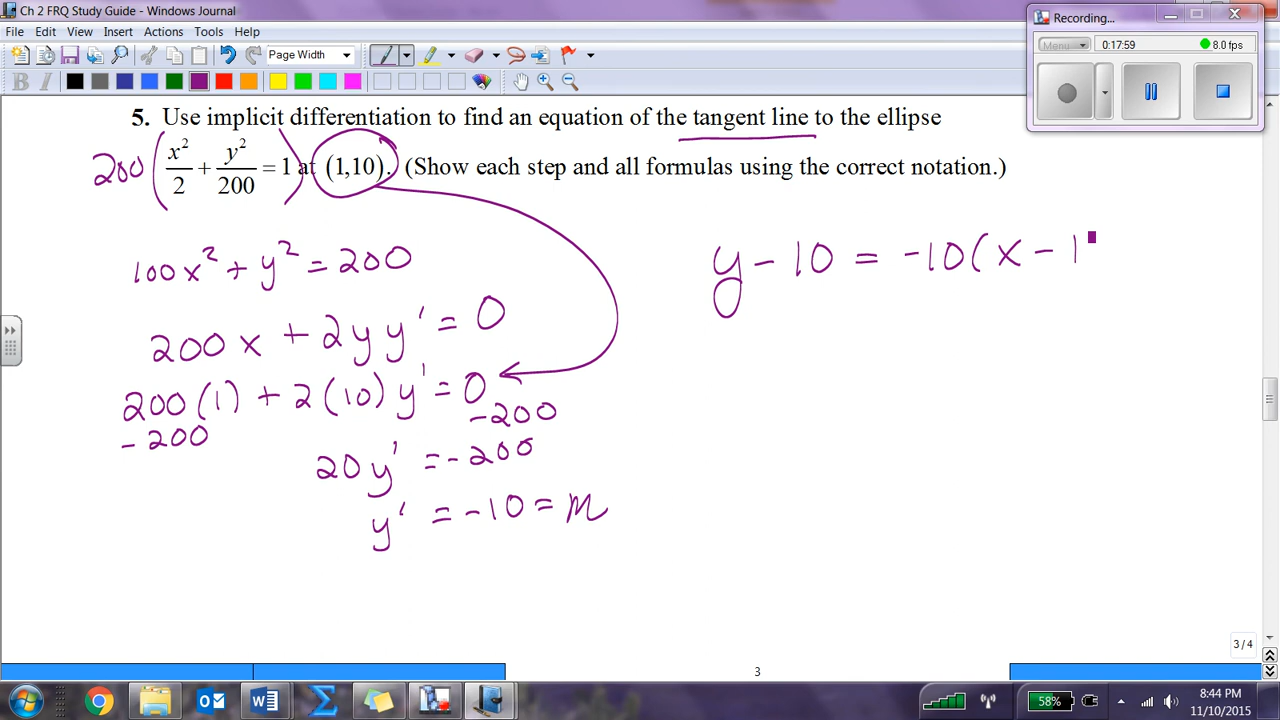 Ch 2 FRQ Study Guide - Windows Journal
Recording...
File Edit View Insert Actions Tools Help
Menu 0:17:59 8.0 fps
Page Width
B I
5. Use implicit differentiation to find an equation of the tangent line to the ellipse
200 ( x²/2 + y²/200 = 1 ) at (1,10). (Show each step and all formulas using the correct notation.)
100x² + y² = 200
y - 10 = -10(x - 1
200x + 2yy' = 0
200(1) + 2(10)y' = 0
-200 -200
20y' = -200
y' = -10 = m
3 / 4
3
58%
8:44 PM
11/10/2015